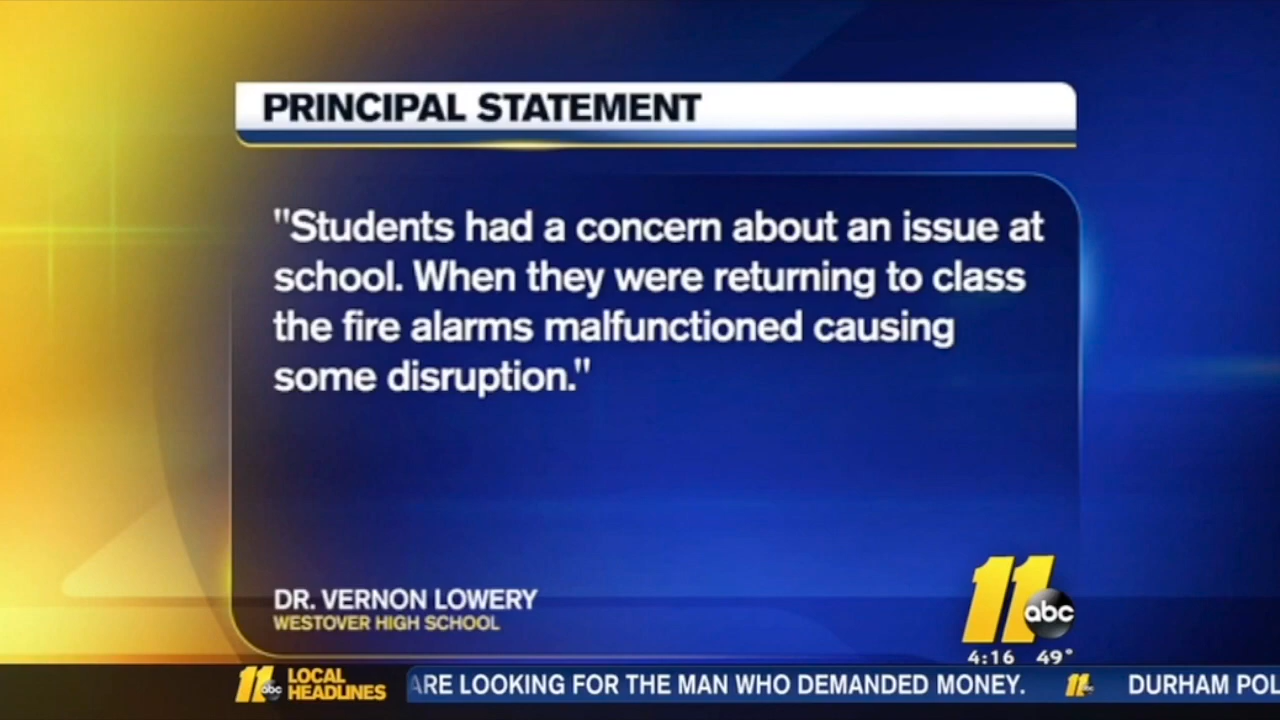 PRINCIPAL STATEMENT
"Students had a concern about an issue at
school. When they were returning to class
the fire alarms malfunctioned causing
some disruption."
DR. VERNON LOWERY
WESTOVER HIGH SCHOOL
11 abc
4:16 49°
11 abc LOCAL
HEADLINES
ARE LOOKING FOR THE MAN WHO DEMANDED MONEY. 11 DURHAM POL